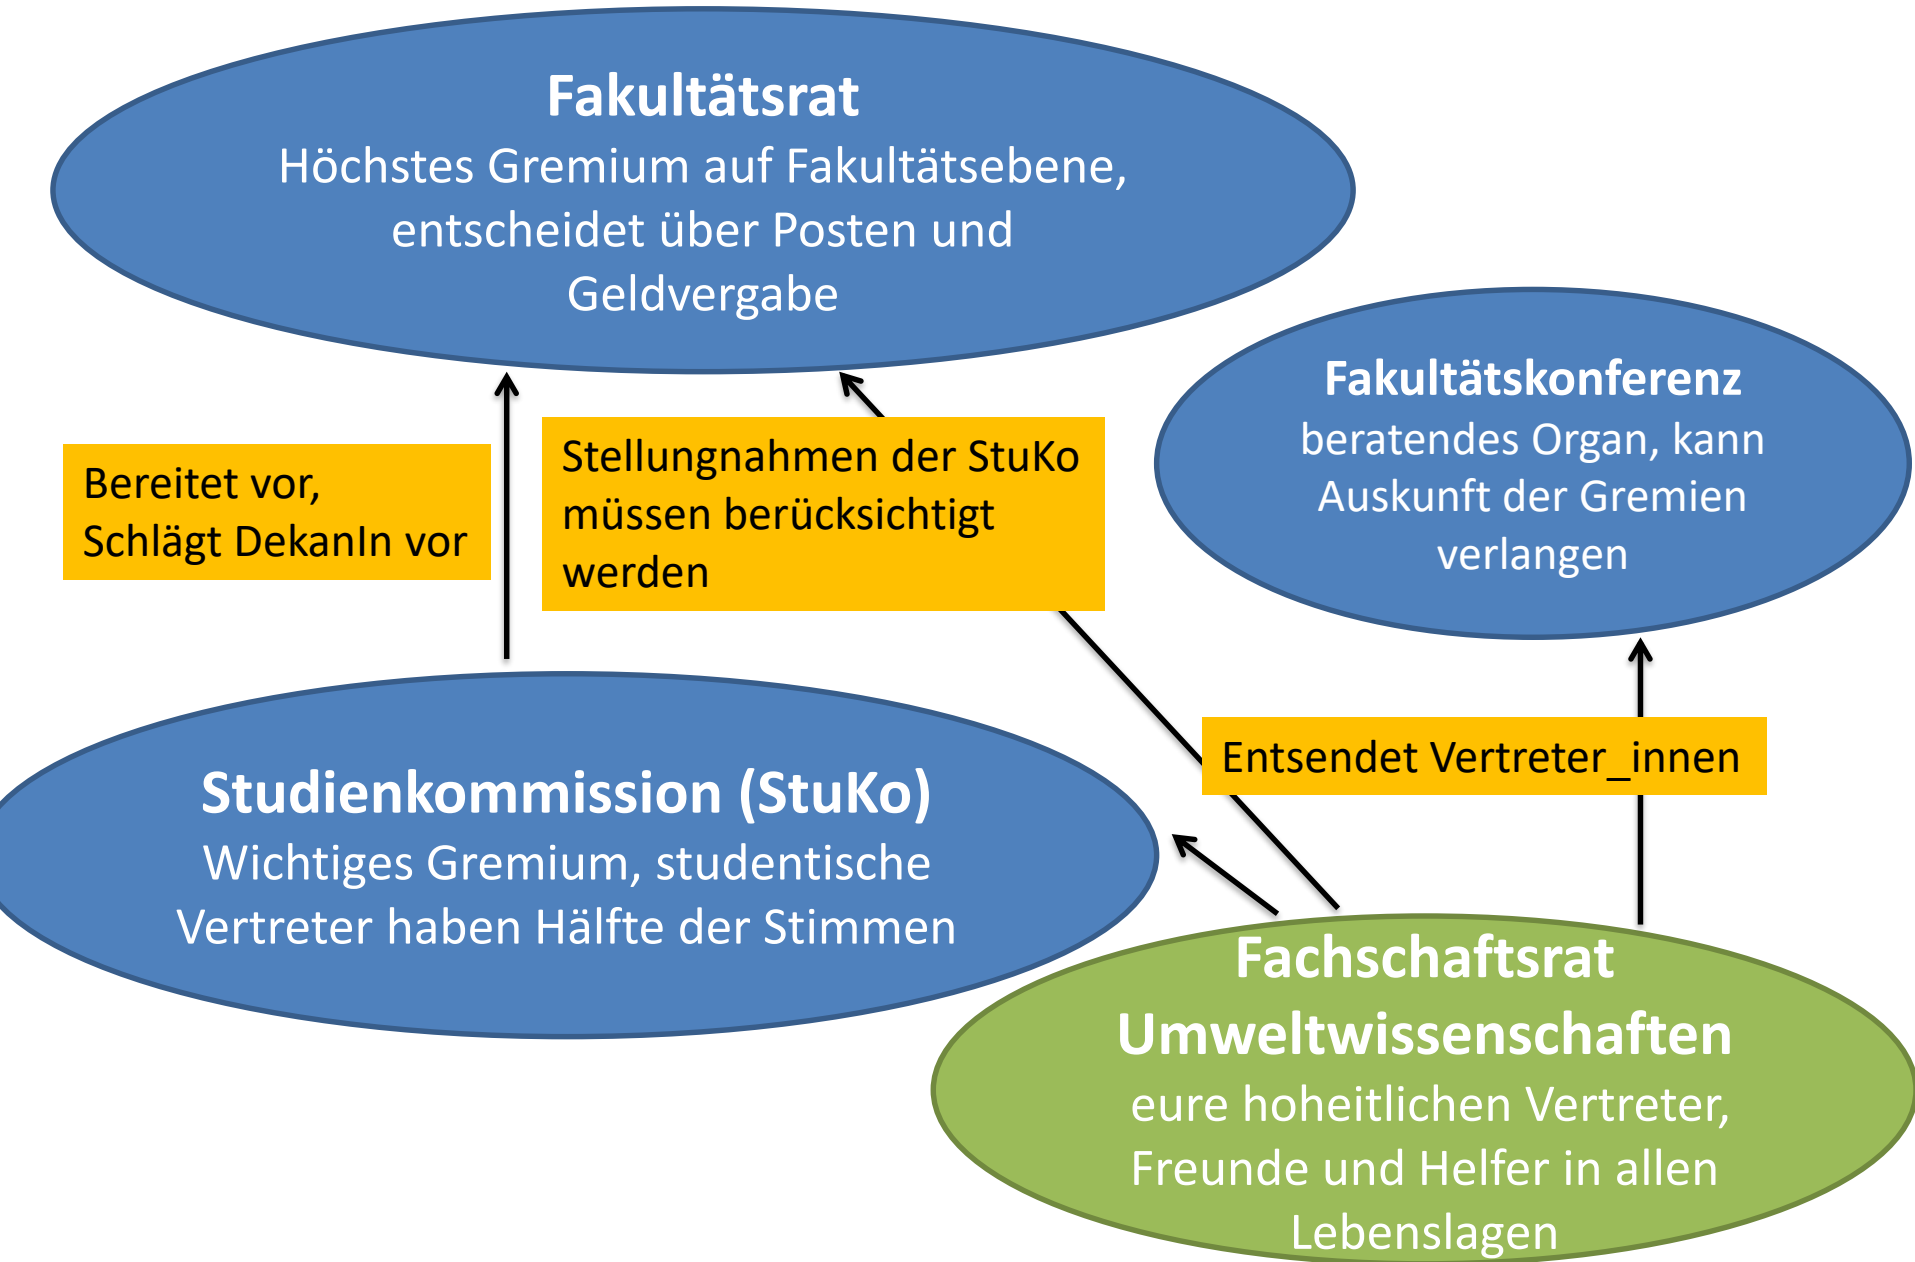 Fakultätsrat
Höchstes Gremium auf Fakultätsebene,
entscheidet über Posten und
Geldvergabe
Fakultätskonferenz
beratendes Organ, kann
Auskunft der Gremien
verlangen
Bereitet vor,
Schlägt DekanIn vor
Stellungnahmen der StuKo
müssen berücksichtigt
werden
Entsendet Vertreter_innen
Studienkommission (StuKo)
Wichtiges Gremium, studentische
Vertreter haben Hälfte der Stimmen
Fachschaftsrat
Umweltwissenschaften
eure hoheitlichen Vertreter,
Freunde und Helfer in allen
Lebenslagen